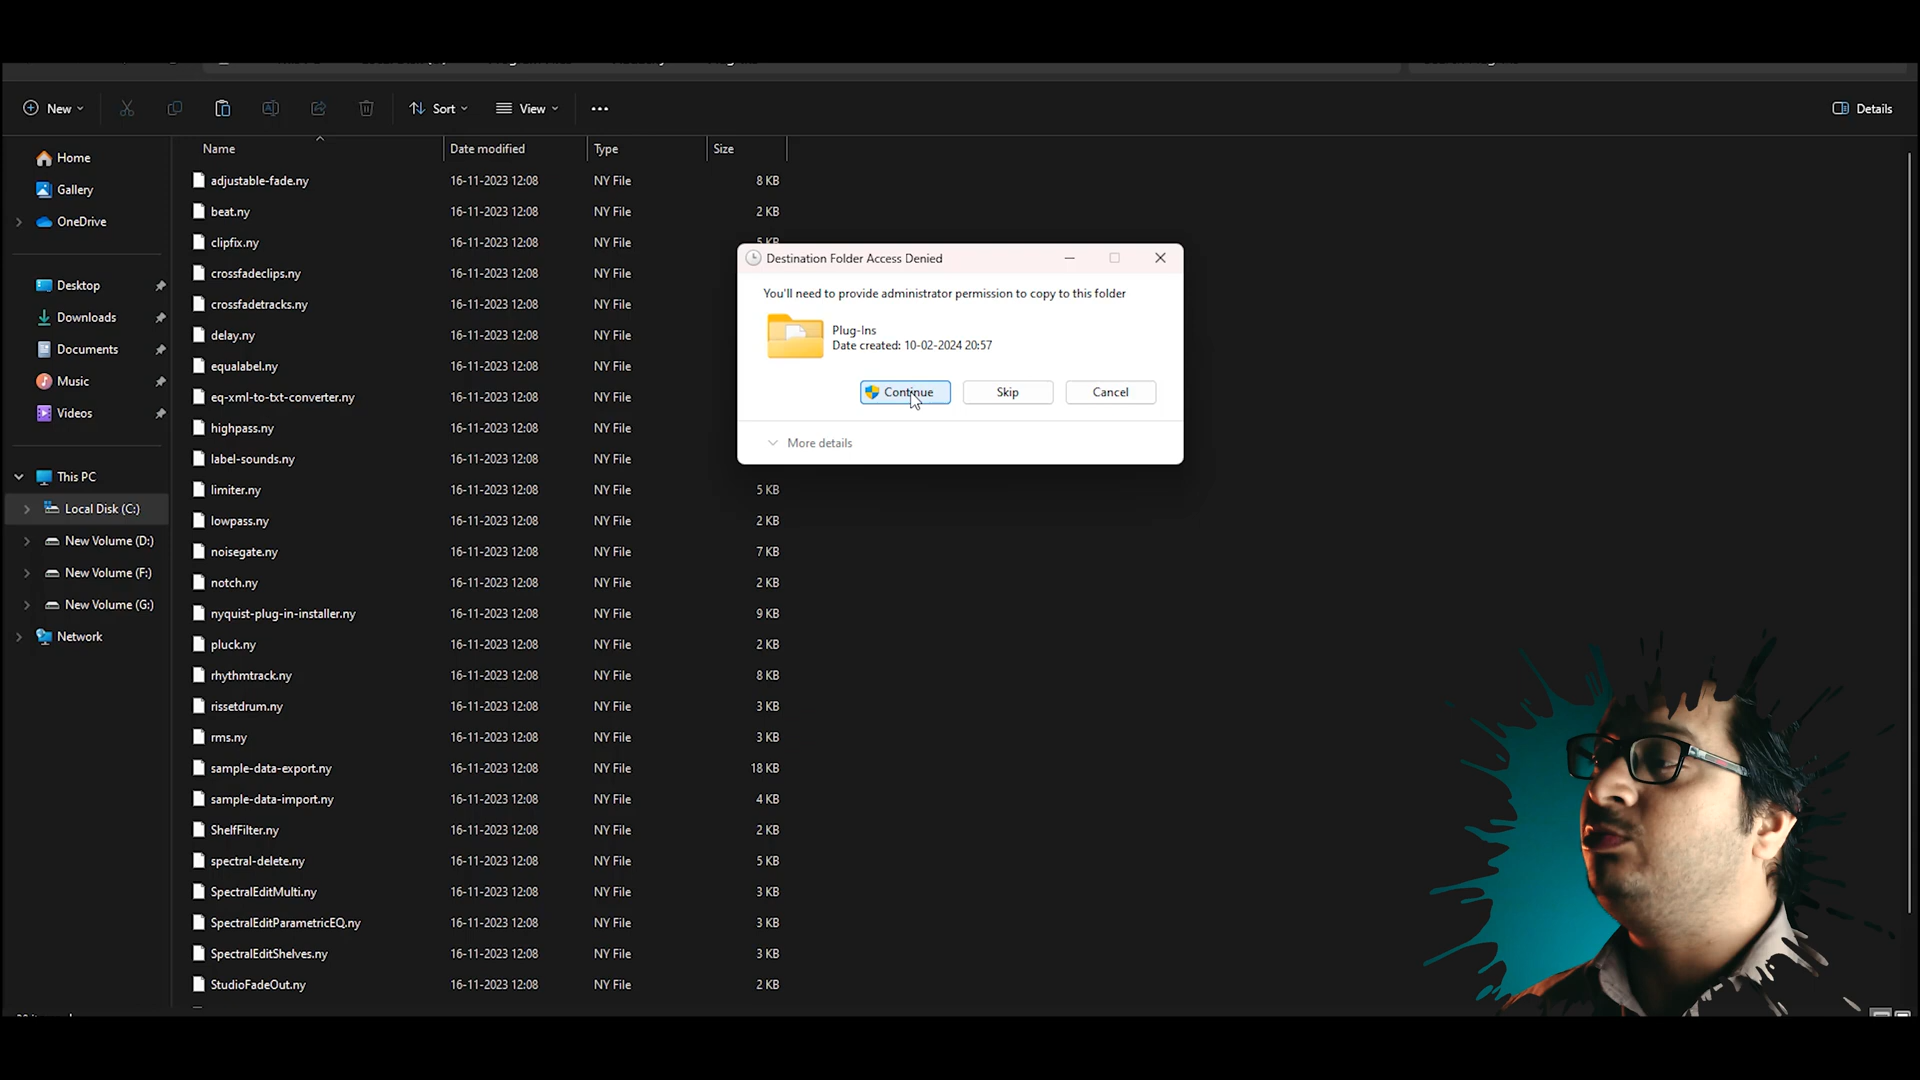 New
Sort
View
Details
Name
Date modified
Type
Size
Home
Gallery
OneDrive
Desktop
Downloads
Documents
Music
Videos
This PC
Local Disk (C:)
New Volume (D:)
New Volume (F:)
New Volume (G:)
Network
adjustable-fade.ny 16-11-2023 12:08 NY File 8 KB
beat.ny 16-11-2023 12:08 NY File 2 KB
clipfix.ny 16-11-2023 12:08 NY File 5 KB
crossfadeclips.ny 16-11-2023 12:08 NY File
crossfadetracks.ny 16-11-2023 12:08 NY File
delay.ny 16-11-2023 12:08 NY File
equalabel.ny 16-11-2023 12:08 NY File
eq-xml-to-txt-converter.ny 16-11-2023 12:08 NY File
highpass.ny 16-11-2023 12:08 NY File
label-sounds.ny 16-11-2023 12:08 NY File
limiter.ny 16-11-2023 12:08 NY File 5 KB
lowpass.ny 16-11-2023 12:08 NY File 2 KB
noisegate.ny 16-11-2023 12:08 NY File 7 KB
notch.ny 16-11-2023 12:08 NY File 2 KB
nyquist-plug-in-installer.ny 16-11-2023 12:08 NY File 9 KB
pluck.ny 16-11-2023 12:08 NY File 2 KB
rhythmtrack.ny 16-11-2023 12:08 NY File 8 KB
rissetdrum.ny 16-11-2023 12:08 NY File 3 KB
rms.ny 16-11-2023 12:08 NY File 3 KB
sample-data-export.ny 16-11-2023 12:08 NY File 18 KB
sample-data-import.ny 16-11-2023 12:08 NY File 4 KB
ShelfFilter.ny 16-11-2023 12:08 NY File 2 KB
spectral-delete.ny 16-11-2023 12:08 NY File 5 KB
SpectralEditMulti.ny 16-11-2023 12:08 NY File 3 KB
SpectralEditParametricEQ.ny 16-11-2023 12:08 NY File 3 KB
SpectralEditShelves.ny 16-11-2023 12:08 NY File 3 KB
StudioFadeOut.ny 16-11-2023 12:08 NY File 2 KB
Destination Folder Access Denied
You'll need to provide administrator permission to copy to this folder
Plug-Ins
Date created: 10-02-2024 20:57
Continue
Skip
Cancel
More details